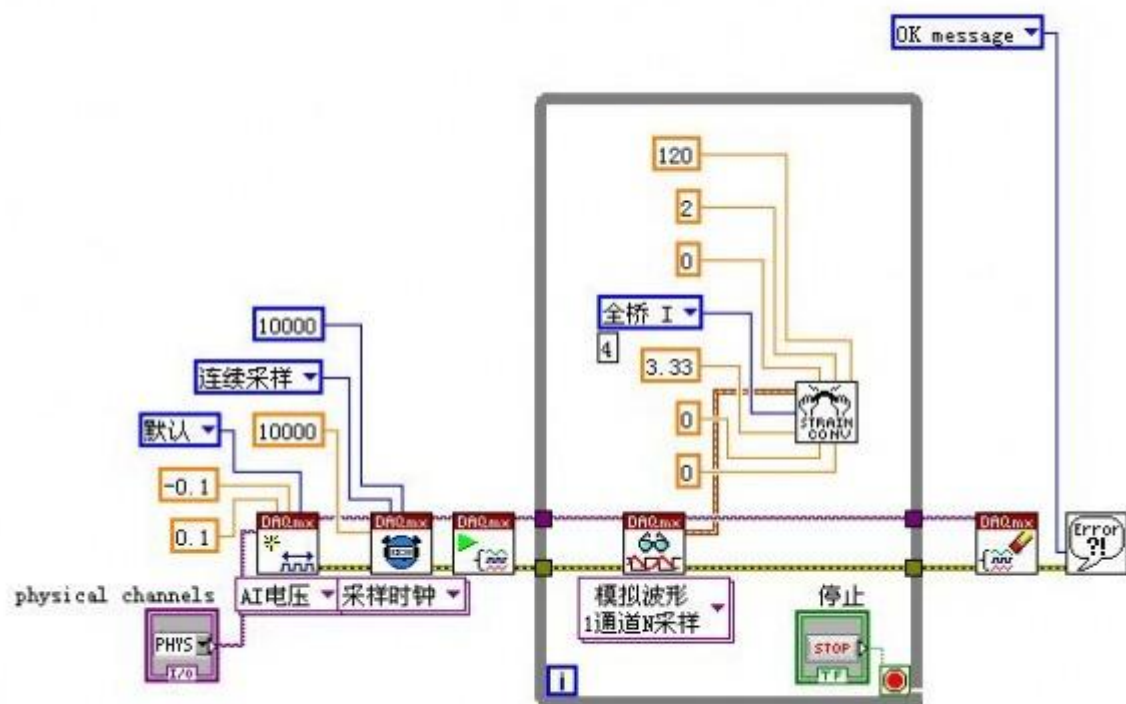 OK message
120
2
0
全桥 I
4
3.33
0
0
10000
连续采样
默认
10000
-0.1
0.1
STRAIN
CONV
DAQmx
DAQmx
DAQmx
DAQmx
DAQmx
Error
?!
physical channels
AI电压
采样时钟
模拟波形
1通道N采样
停止
PHYS
I/O
STOP
TF
i